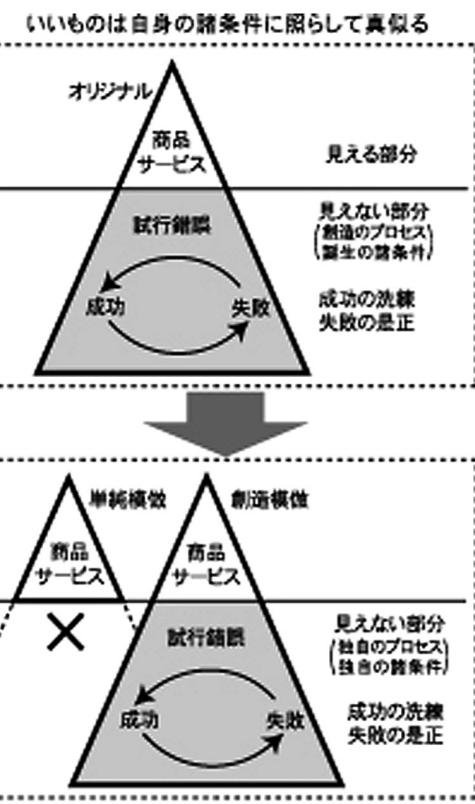 いいものは自身の諸条件に照らして真似る
オリジナル
商品
サービス
見える部分
試行錯誤
成功
失敗
見えない部分
(創造のプロセス
誕生の諸条件)
成功の洗練
失敗の是正
単純模倣
創造模倣
商品
サービス
商品
サービス
試行錯誤
成功
失敗
見えない部分
(独自のプロセス
独自の諸条件)
成功の洗練
失敗の是正